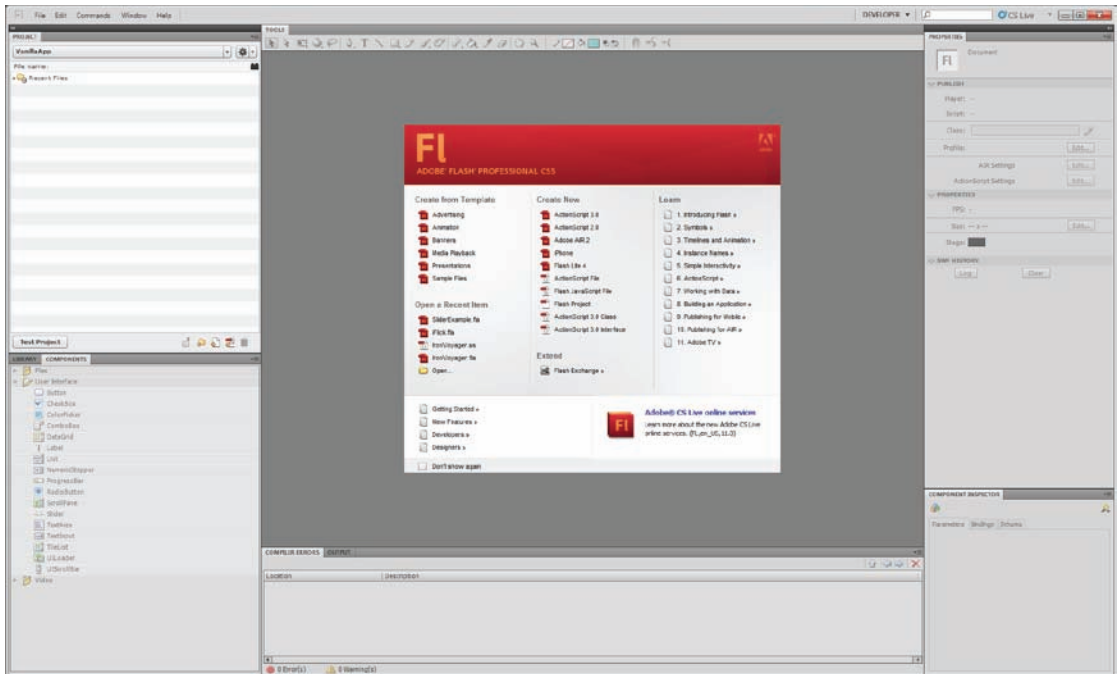 Fl File Edit Commands Window Help
DEVELOPER
CS Live
PROJECT
VanillaApp
File name:
Recent Files
Test Project
LIBRARY COMPONENTS
Flex
User Interface
Button
CheckBox
ColorPicker
ComboBox
DataGrid
Label
List
NumericStepper
ProgressBar
RadioButton
ScrollPane
Slider
TextArea
TextInput
TileList
UILoader
UIScrollBar
Video
TOOLS
Fl
ADOBE® FLASH® PROFESSIONAL CS5
Adobe
Create from Template
Advertising
Animation
Banners
Media Playback
Presentations
Sample Files
Open a Recent Item
SliderExample.fla
iFlick.fla
IronVoyager.as
IronVoyager.fla
Open...
Create New
ActionScript 3.0
ActionScript 2.0
Adobe AIR 2
iPhone
Flash Lite 4
ActionScript File
Flash JavaScript File
Flash Project
ActionScript 3.0 Class
ActionScript 3.0 Interface
Extend
Flash Exchange »
Learn
1. Introducing Flash »
2. Symbols »
3. Timelines and Animation »
4. Instance Names »
5. Simple Interactivity »
6. ActionScript »
7. Working with Data »
8. Building an Application »
9. Publishing for Mobile »
10. Publishing for AIR »
11. Adobe TV »
Getting Started »
New Features »
Developers »
Designers »
Fl
Adobe® CS Live online services
Learn more about the new Adobe CS Live
online services. (FL_en_US_11.0)
Don't show again
COMPILER ERRORS OUTPUT
Location Description
0 Error(s) 0 Warning(s)
PROPERTIES
Fl Document
PUBLISH
Player: --
Script: --
Class:
Profile: Edit...
AIR Settings Edit...
ActionScript Settings Edit...
PROPERTIES
FPS: -
Size: -- x -- Edit...
Stage:
SWF HISTORY
Log Clear
COMPONENT INSPECTOR
Parameters Bindings Schema